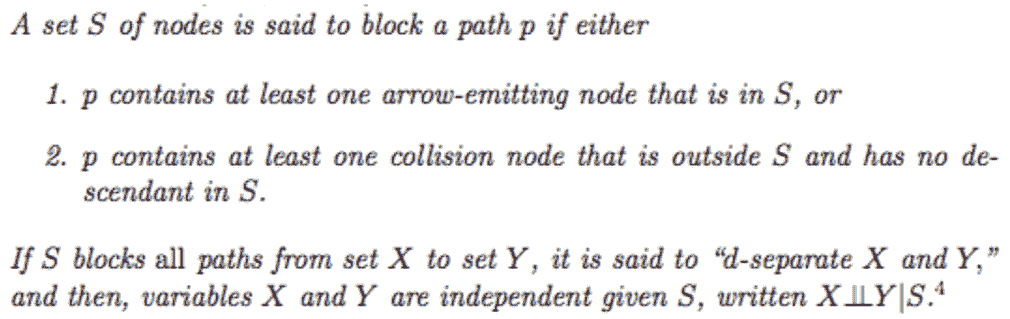 A set S of nodes is said to block a path p if either
1. p contains at least one arrow-emitting node that is in S, or
2. p contains at least one collision node that is outside S and has no de-
scendant in S.
If S blocks all paths from set X to set Y, it is said to “d-separate X and Y,”
and then, variables X and Y are independent given S, written X⫫Y|S.⁴